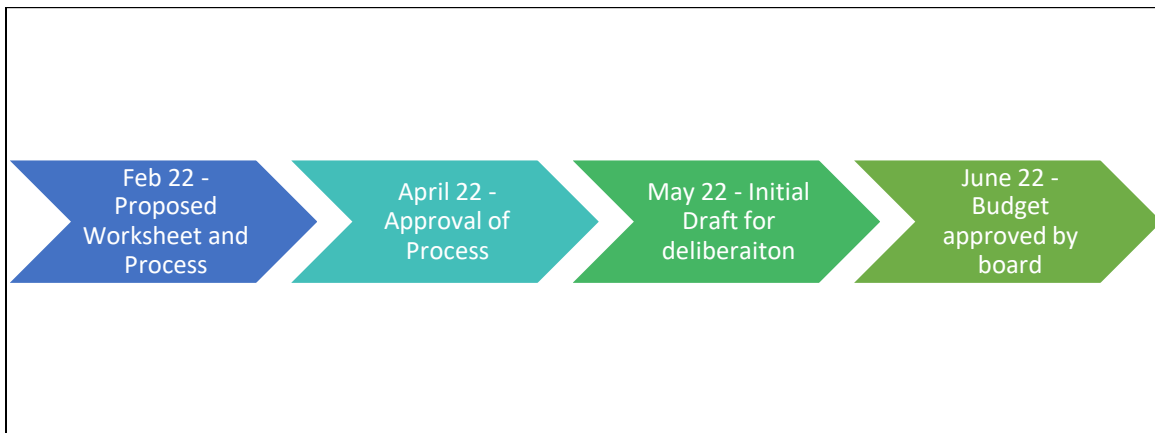 Feb 22 -
Proposed
Worksheet and
Process
April 22 -
Approval of
Process
May 22 - Initial
Draft for
deliberaiton
June 22 -
Budget
approved by
board